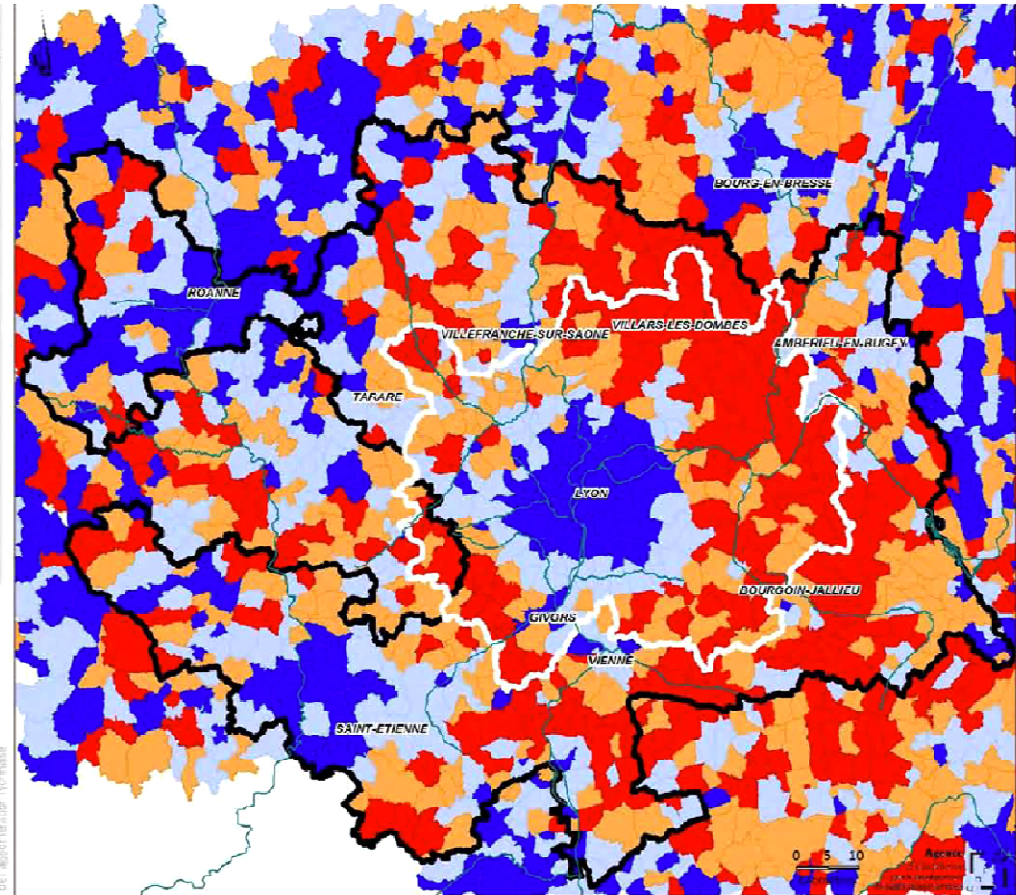 BOURG-EN-BRESSE
ROANNE
VILLEFRANCHE-SUR-SAONE
VILLARS-LES-DOMBES
AMBERIEU-EN-BUGEY
TARARE
LYON
BOURGOIN-JALLIEU
GIVORS
VIENNE
SAINT-ETIENNE
0 5 10
Agence